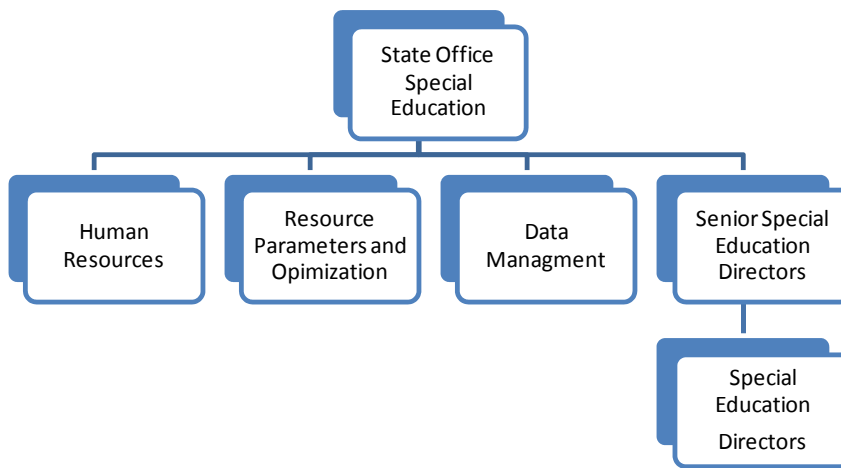 State Office
Special
Education
Human
Resources
Resource
Parameters and
Opimization
Data
Managment
Senior Special
Education
Directors
Special
Education
Directors